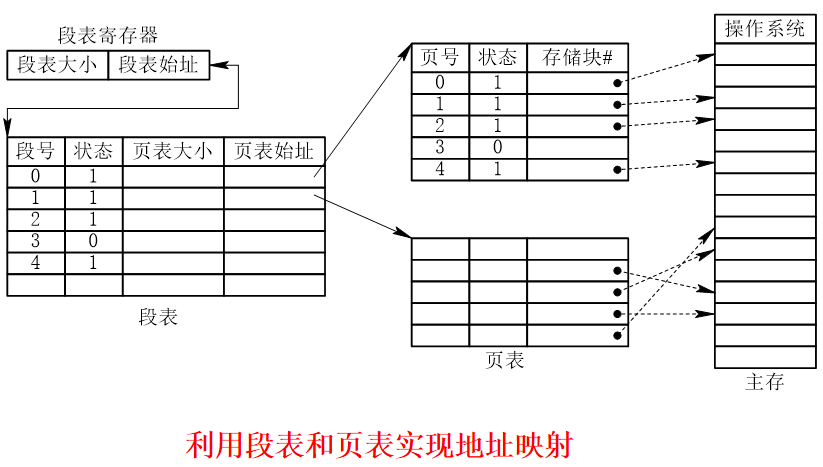 段表寄存器
段表大小 段表始址
段号 状态 页表大小 页表始址
0 1
1 1
2 1
3 0
4 1
段表
页号 状态 存储块#
0 1
1 1
2 1
3 0
4 1
页表
操作系统
主存
利用段表和页表实现地址映射